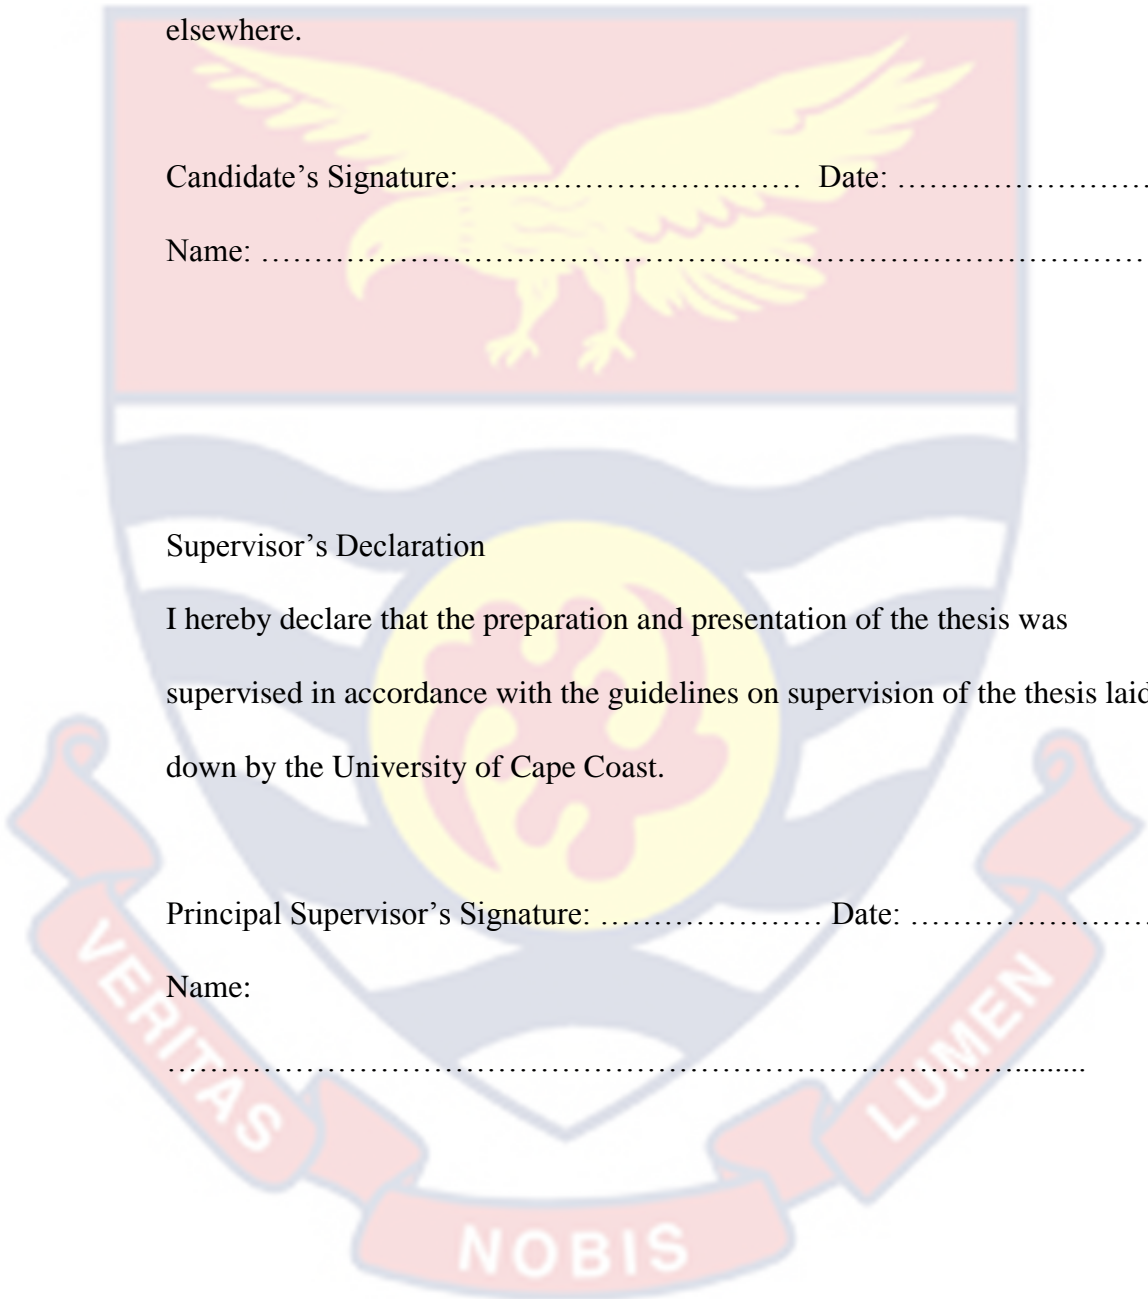 elsewhere.
Candidate’s Signature: ……………………..…… Date: ……………………
Name: …………………………………………………………………………
Supervisor’s Declaration
I hereby declare that the preparation and presentation of the thesis was
supervised in accordance with the guidelines on supervision of the thesis laid
down by the University of Cape Coast.
Principal Supervisor’s Signature: ………………… Date: ……………………
Name:
…………………………………………………………..………….........
VERITAS
NOBIS
LUMEN